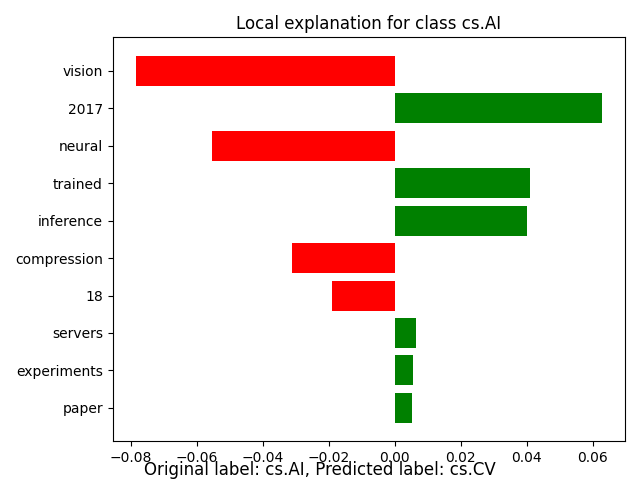 Local explanation for class cs.AI
vision
2017
neural
trained
inference
compression
18
servers
experiments
paper
−0.08 −0.06 −0.04 −0.02 0.00 0.02 0.04 0.06
Original label: cs.AI, Predicted label: cs.CV